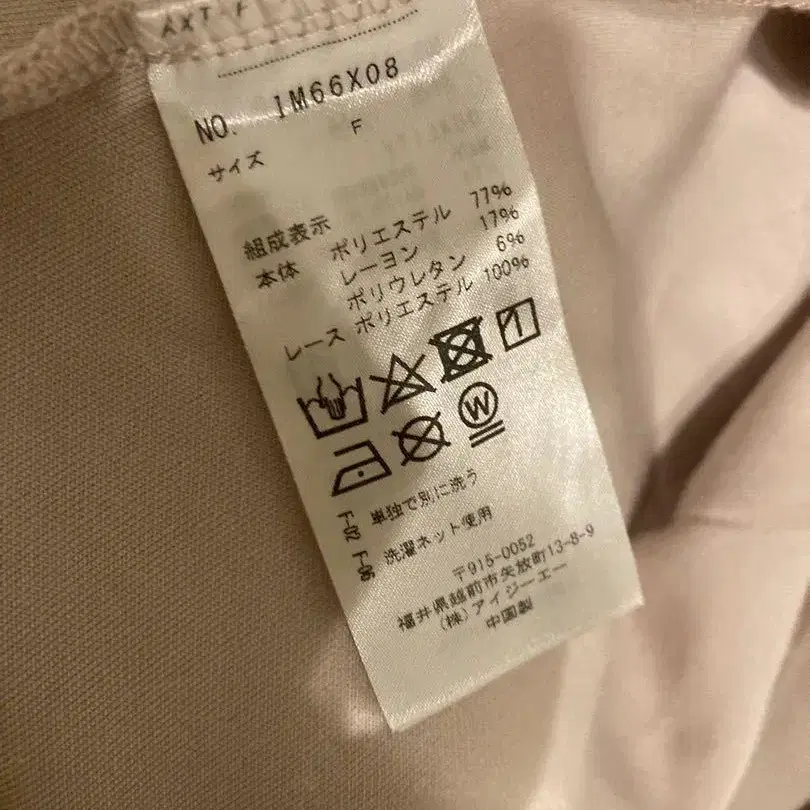 AXT F
NO. 1M66X08
サイズ F
組成表示
本体 ポリエステル 77%
レーヨン 17%
ポリウレタン 6%
レース ポリエステル 100%
W
F-02 単独で別に洗う
F-06 洗濯ネット使用
〒915-0052
福井県越前市矢放町13-8-9
(株)アイジーエー
中国製